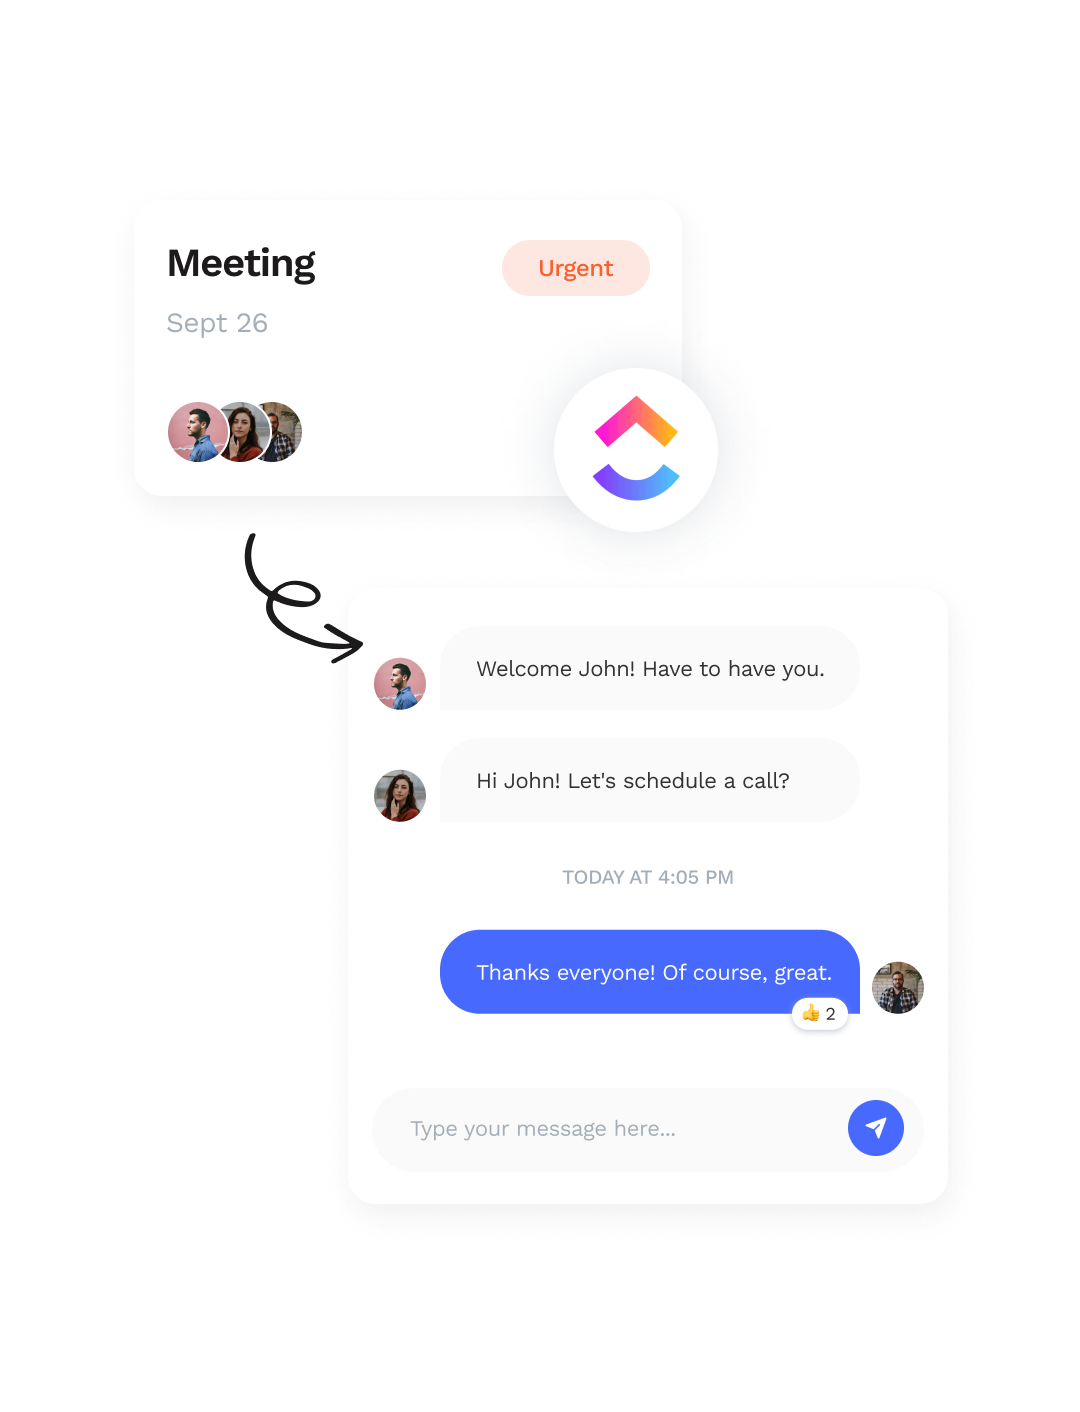 Meeting
Urgent
Sept 26
Welcome John! Have to have you.
Hi John! Let's schedule a call?
TODAY AT 4:05 PM
Thanks everyone! Of course, great.
👍 2
Type your message here...